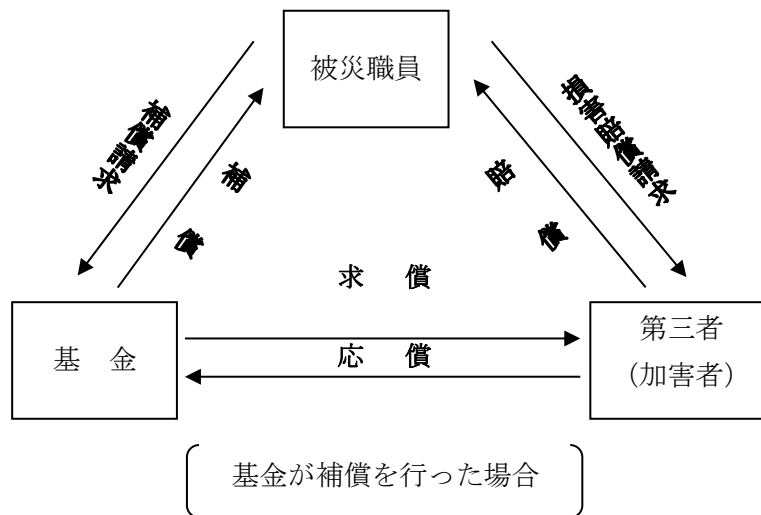 被災職員
補償請求
補償
賠償
損害賠償請求
求　償
基　金
応　償
第三者
（加害者）
基金が補償を行った場合